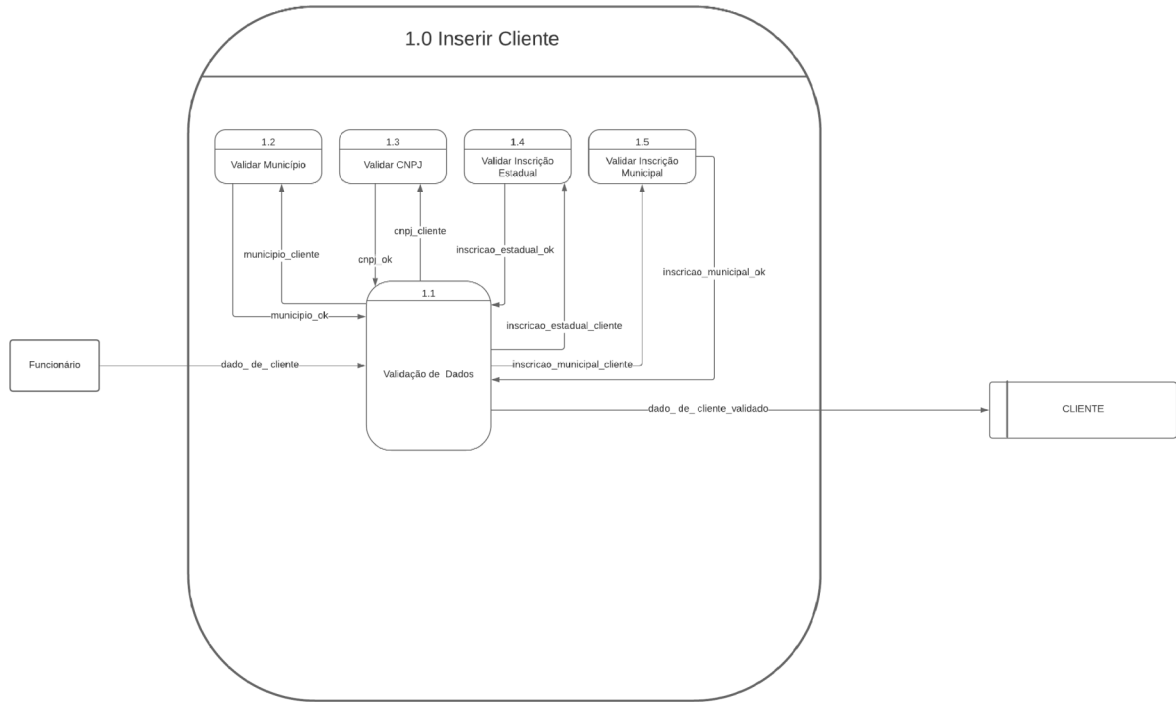 1.0 Inserir Cliente
1.2
Validar Município
1.3
Validar CNPJ
1.4
Validar Inscrição
Estadual
1.5
Validar Inscrição
Municipal
cnpj_cliente
municipio_cliente
inscricao_estadual_ok
cnpj_ok
inscricao_municipal_ok
1.1
Validação de Dados
municipio_ok
inscricao_estadual_cliente
Funcionário
dado_ de_ cliente
inscricao_municipal_cliente
dado_ de_ cliente_validado
CLIENTE